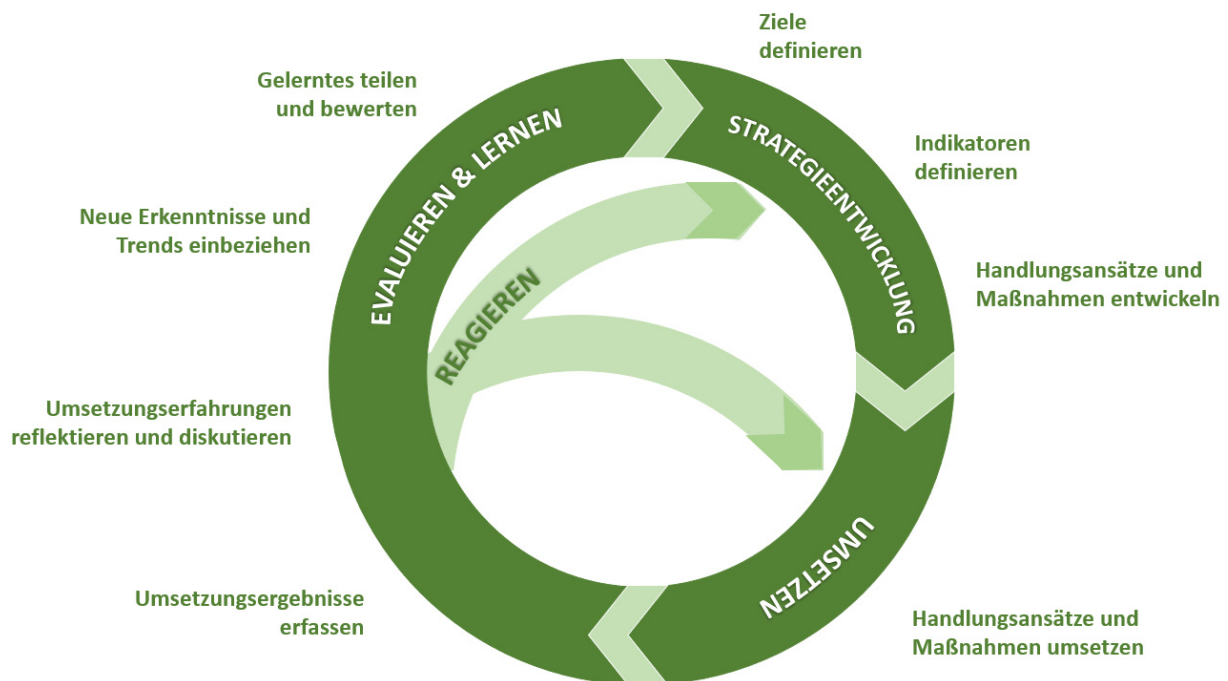 Ziele
definieren
Gelerntes teilen
und bewerten
STRATEGIEENTWICKLUNG
EVALUIEREN & LERNEN
Indikatoren
definieren
Neue Erkenntnisse und
Trends einbeziehen
Handlungsansätze und
Maßnahmen entwickeln
REAGIEREN
Umsetzungserfahrungen
reflektieren und diskutieren
UMSETZEN
Umsetzungsergebnisse
erfassen
Handlungsansätze und
Maßnahmen umsetzen